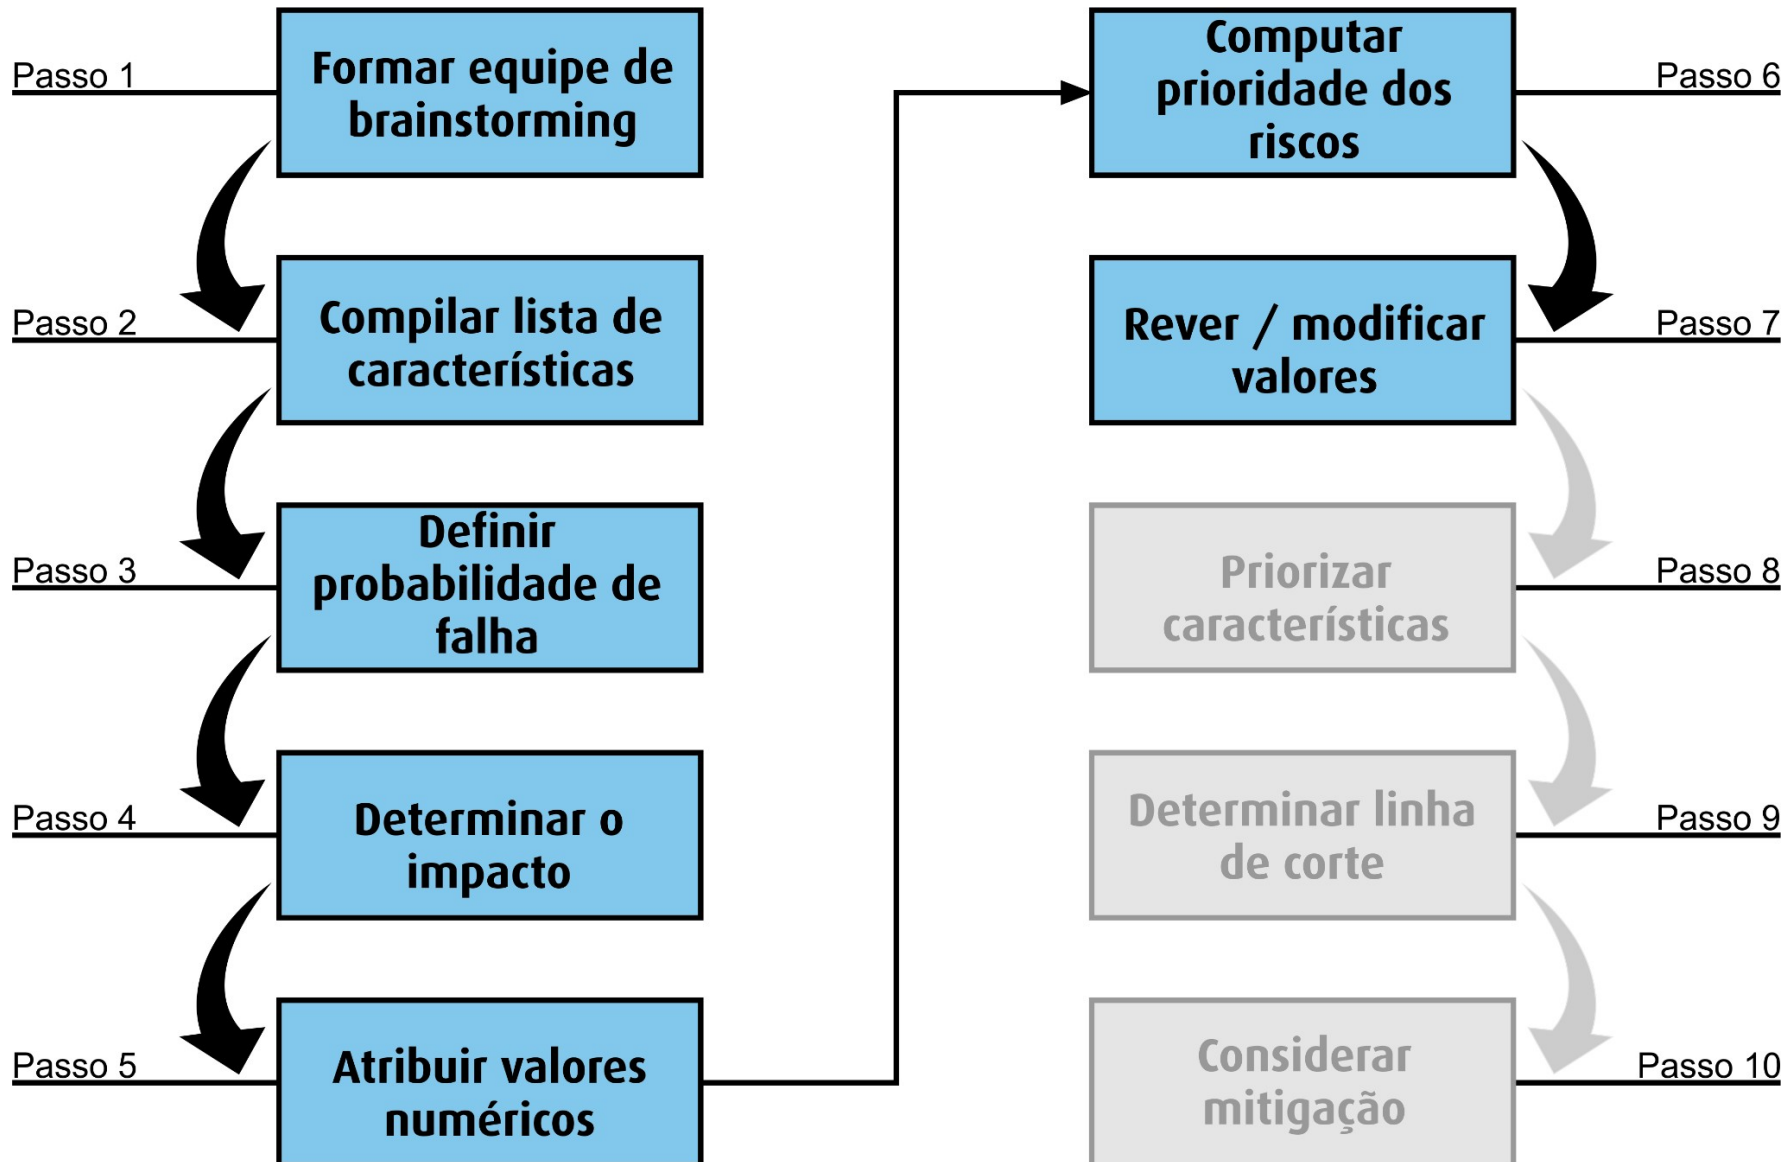 Passo 1
Formar equipe de
brainstorming
Passo 2
Compilar lista de
características
Passo 3
Definir
probabilidade de
falha
Passo 4
Determinar o
impacto
Passo 5
Atribuir valores
numéricos
Computar
prioridade dos
riscos
Passo 6
Rever / modificar
valores
Passo 7
Priorizar
características
Passo 8
Determinar linha
de corte
Passo 9
Considerar
mitigação
Passo 10